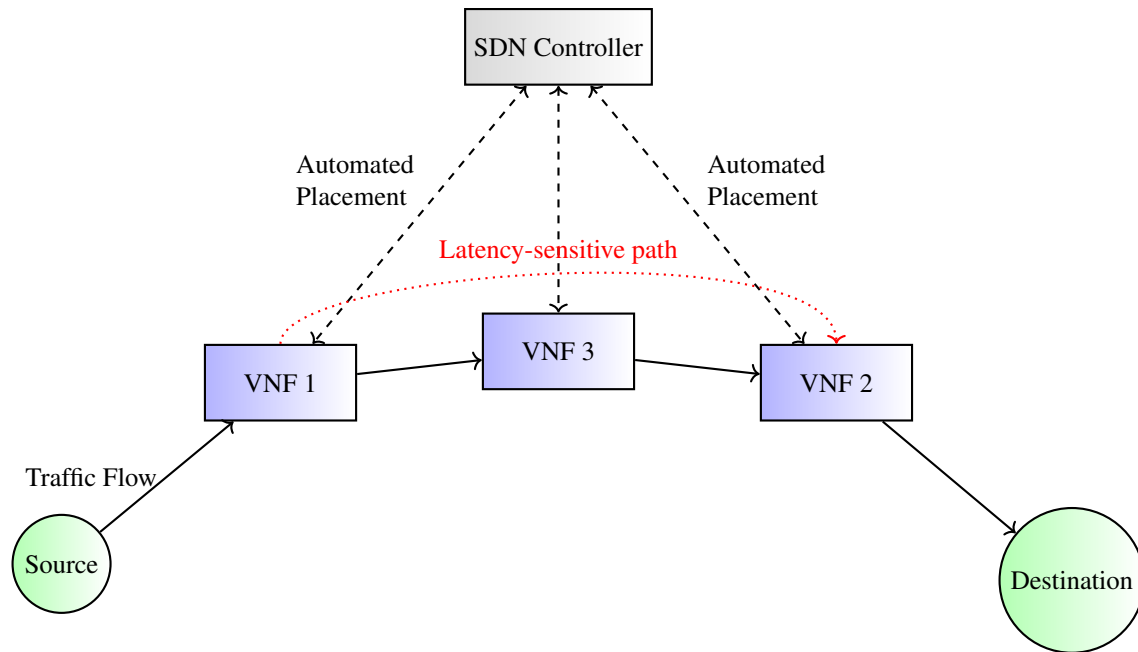 SDN Controller
Automated
Placement
Automated
Placement
Latency-sensitive path
VNF 1
VNF 3
VNF 2
Traffic Flow
Source
Destination